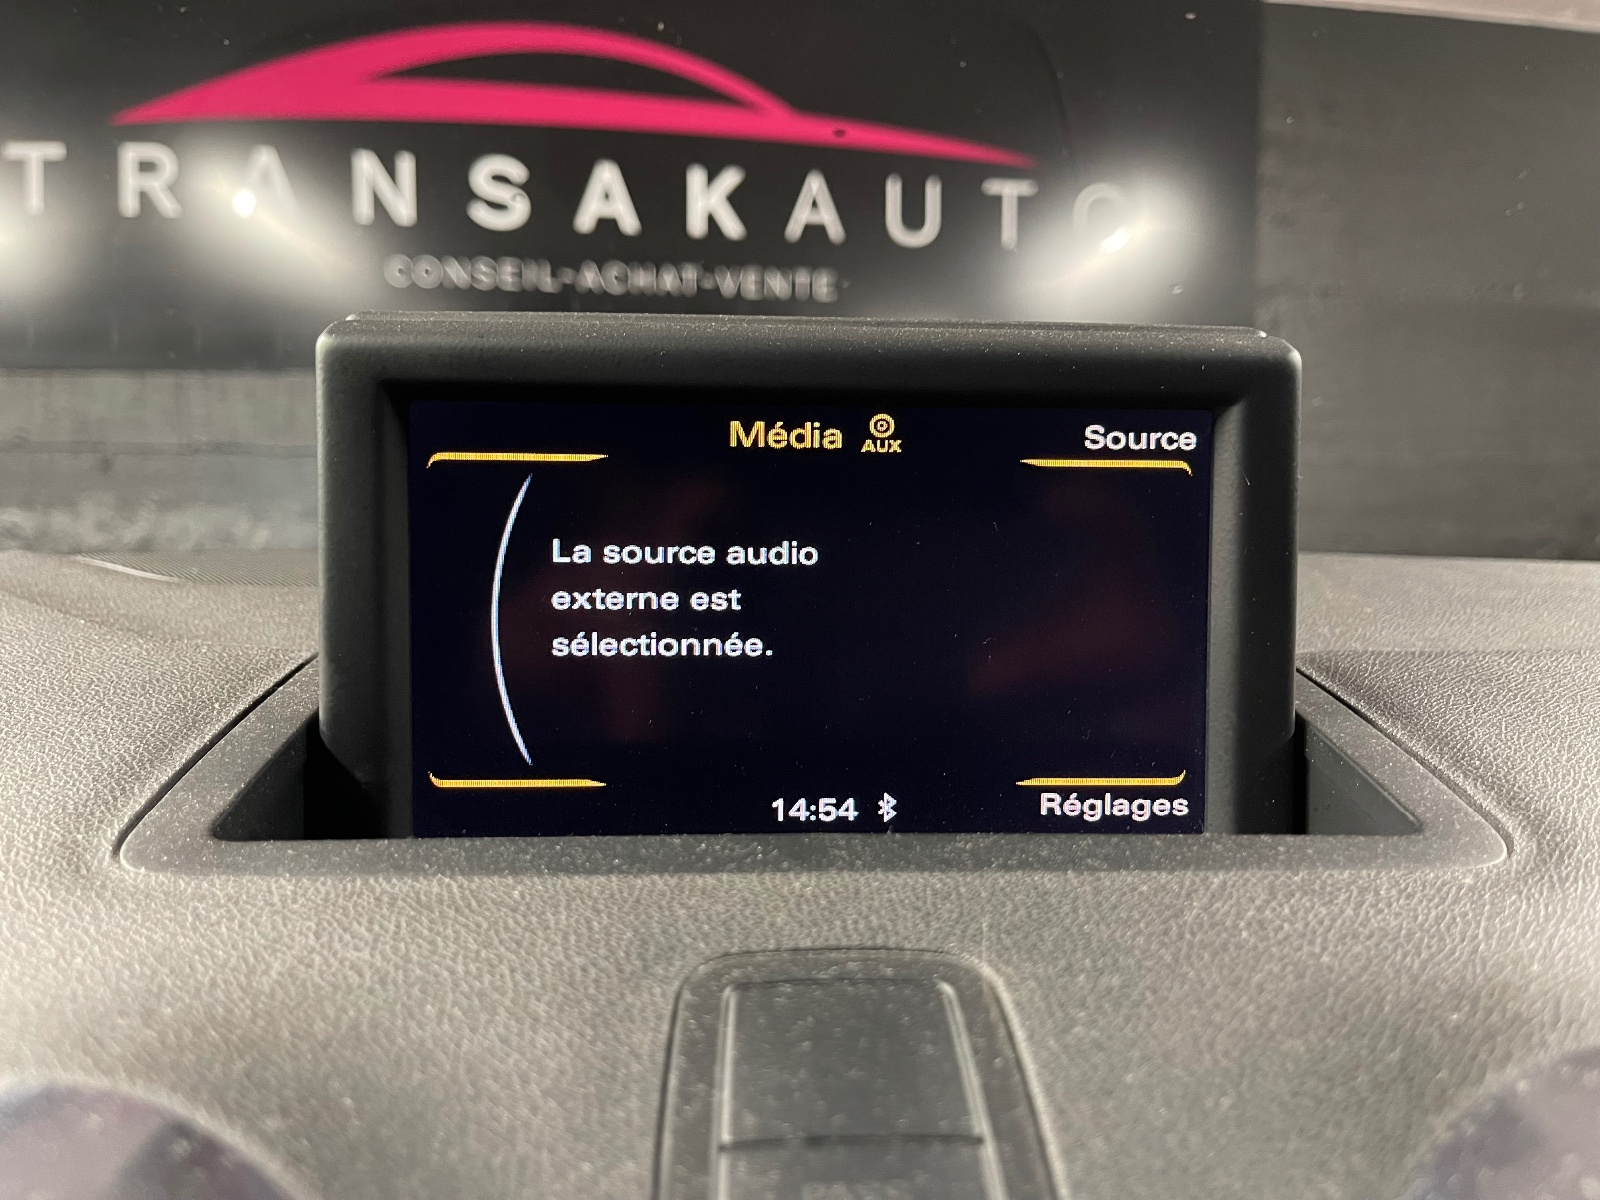 TRANSAKAUTO
CONSEIL-ACHAT-VENTE
Média AUX
Source
La source audio
externe est
sélectionnée.
14:54
Réglages